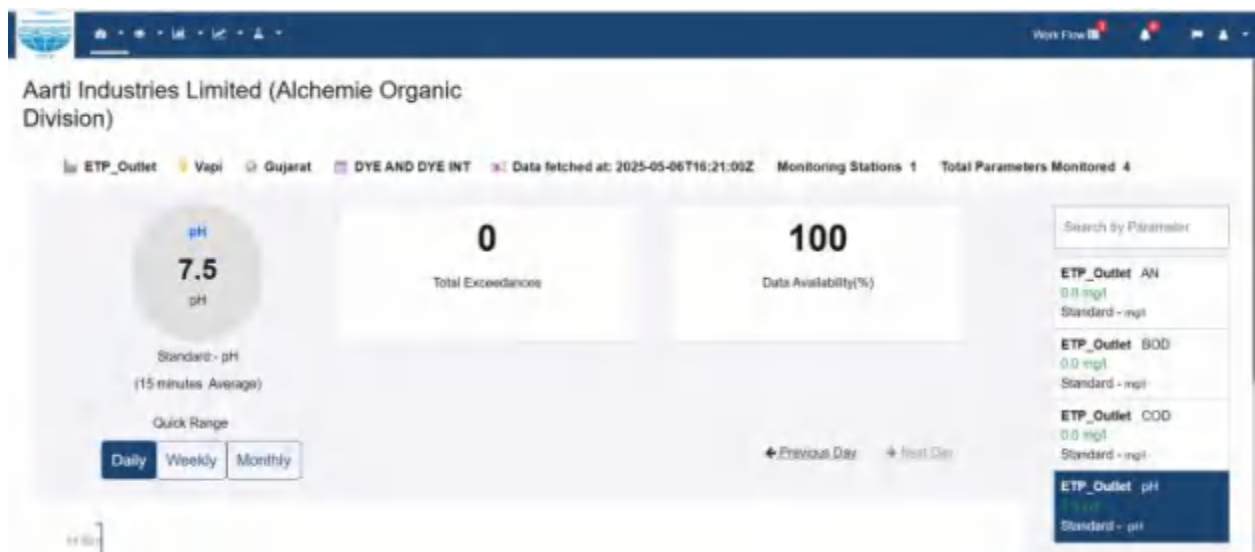 Work Flow
Aarti Industries Limited (Alchemie Organic
Division)
ETP_Outlet Vapi Gujarat DYE AND DYE INT Data fetched at: 2025-05-06T16:21:00Z Monitoring Stations 1 Total Parameters Monitored 4
pH
7.5
pH
Standard - pH
(15 minutes Average)
Quick Range
Daily Weekly Monthly
0
Total Exceedances
100
Data Availability(%)
Previous Day Next Day
Search by Parameter
ETP_Outlet AN
0.0 mg/l
Standard - mg/l
ETP_Outlet BOD
0.0 mg/l
Standard - mg/l
ETP_Outlet COD
0.0 mg/l
Standard - mg/l
ETP_Outlet pH
Standard - pH